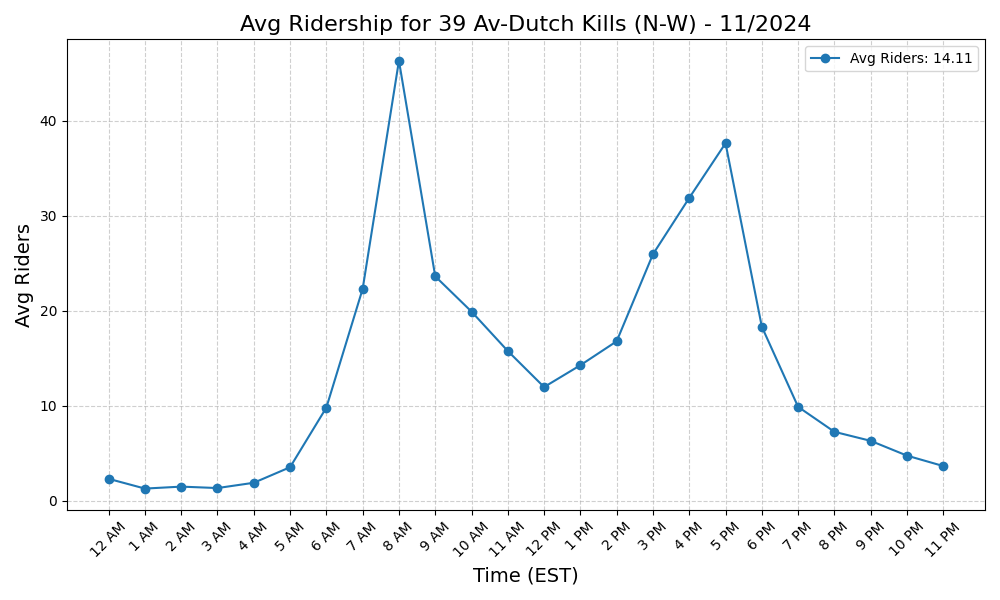 Avg Ridership for 39 Av-Dutch Kills (N-W) - 11/2024
Avg Riders: 14.11
Avg Riders
40
30
20
10
0
12 AM
1 AM
2 AM
3 AM
4 AM
5 AM
6 AM
7 AM
8 AM
9 AM
10 AM
11 AM
12 PM
1 PM
2 PM
3 PM
4 PM
5 PM
6 PM
7 PM
8 PM
9 PM
10 PM
11 PM
Time (EST)